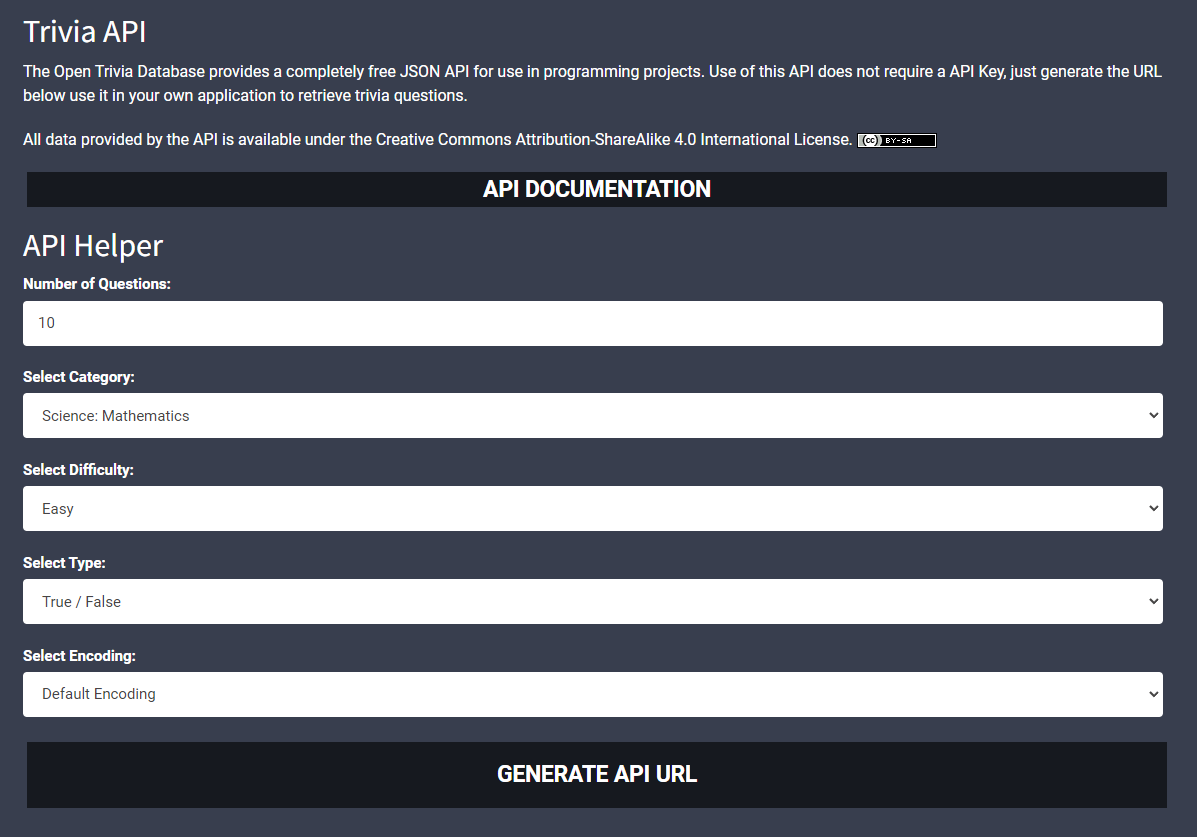 Trivia API
The Open Trivia Database provides a completely free JSON API for use in programming projects. Use of this API does not require a API Key, just generate the URL
below use it in your own application to retrieve trivia questions.
All data provided by the API is available under the Creative Commons Attribution-ShareAlike 4.0 International License. (cc) BY-SA
API DOCUMENTATION
API Helper
Number of Questions:
10
Select Category:
Science: Mathematics
Select Difficulty:
Easy
Select Type:
True / False
Select Encoding:
Default Encoding
GENERATE API URL